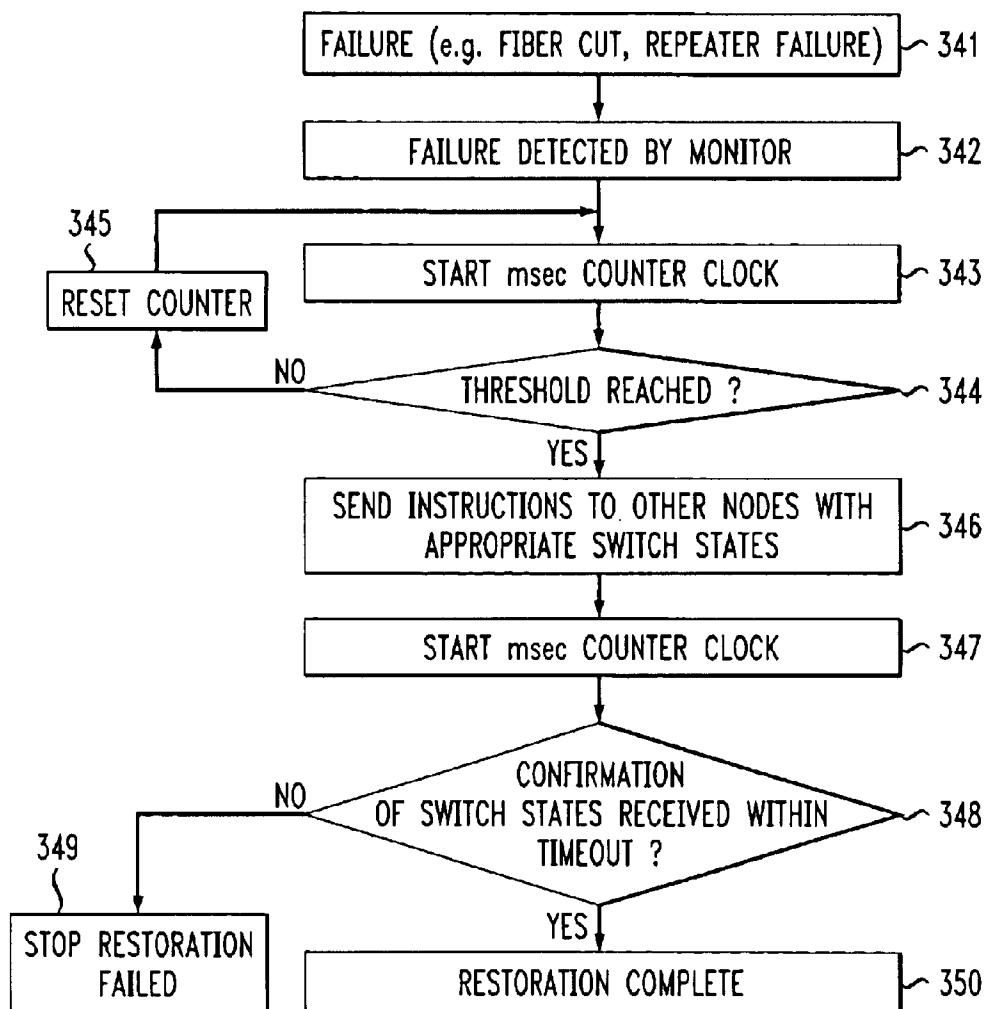 FAILURE (e.g. FIBER CUT, REPEATER FAILURE)
341
FAILURE DETECTED BY MONITOR
342
345
RESET COUNTER
START msec COUNTER CLOCK
343
NO
THRESHOLD REACHED ?
344
YES
SEND INSTRUCTIONS TO OTHER NODES WITH
APPROPRIATE SWITCH STATES
346
START msec COUNTER CLOCK
347
NO
CONFIRMATION
OF SWITCH STATES RECEIVED WITHIN
TIMEOUT ?
348
349
STOP RESTORATION
FAILED
YES
RESTORATION COMPLETE
350